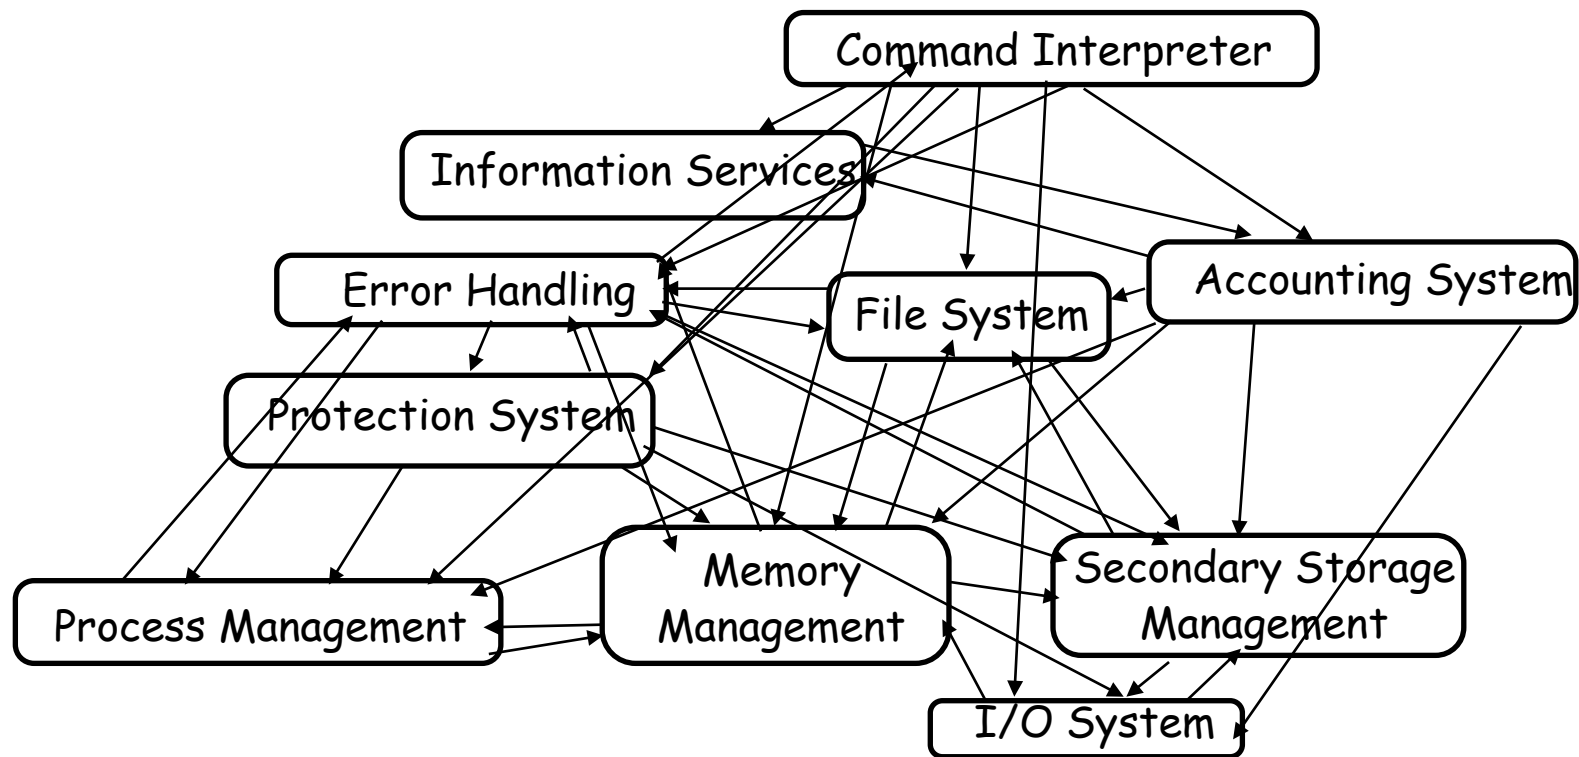 Command Interpreter
Information Services
Error Handling
File System
Accounting System
Protection System
Memory
Management
Secondary Storage
Management
Process Management
I/O System